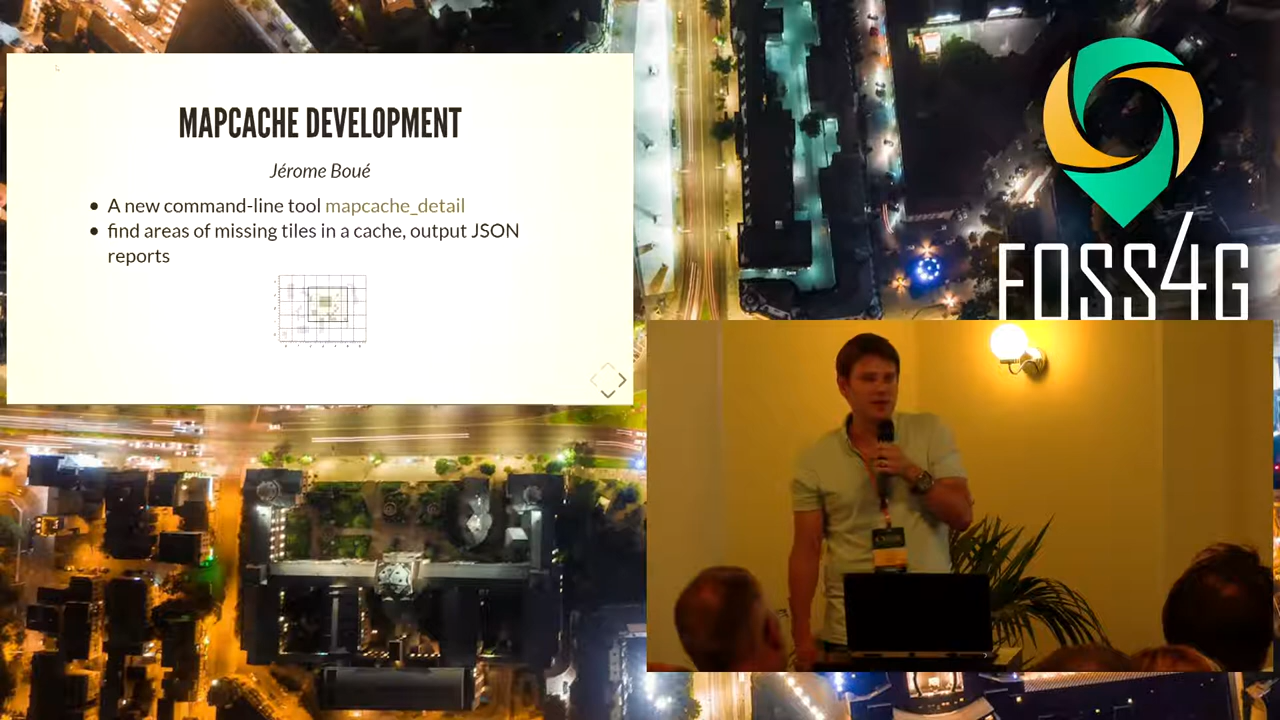 MAPCACHE DEVELOPMENT
Jérome Boué
A new command-line tool mapcache_detail
find areas of missing tiles in a cache, output JSON
reports
FOSS4G